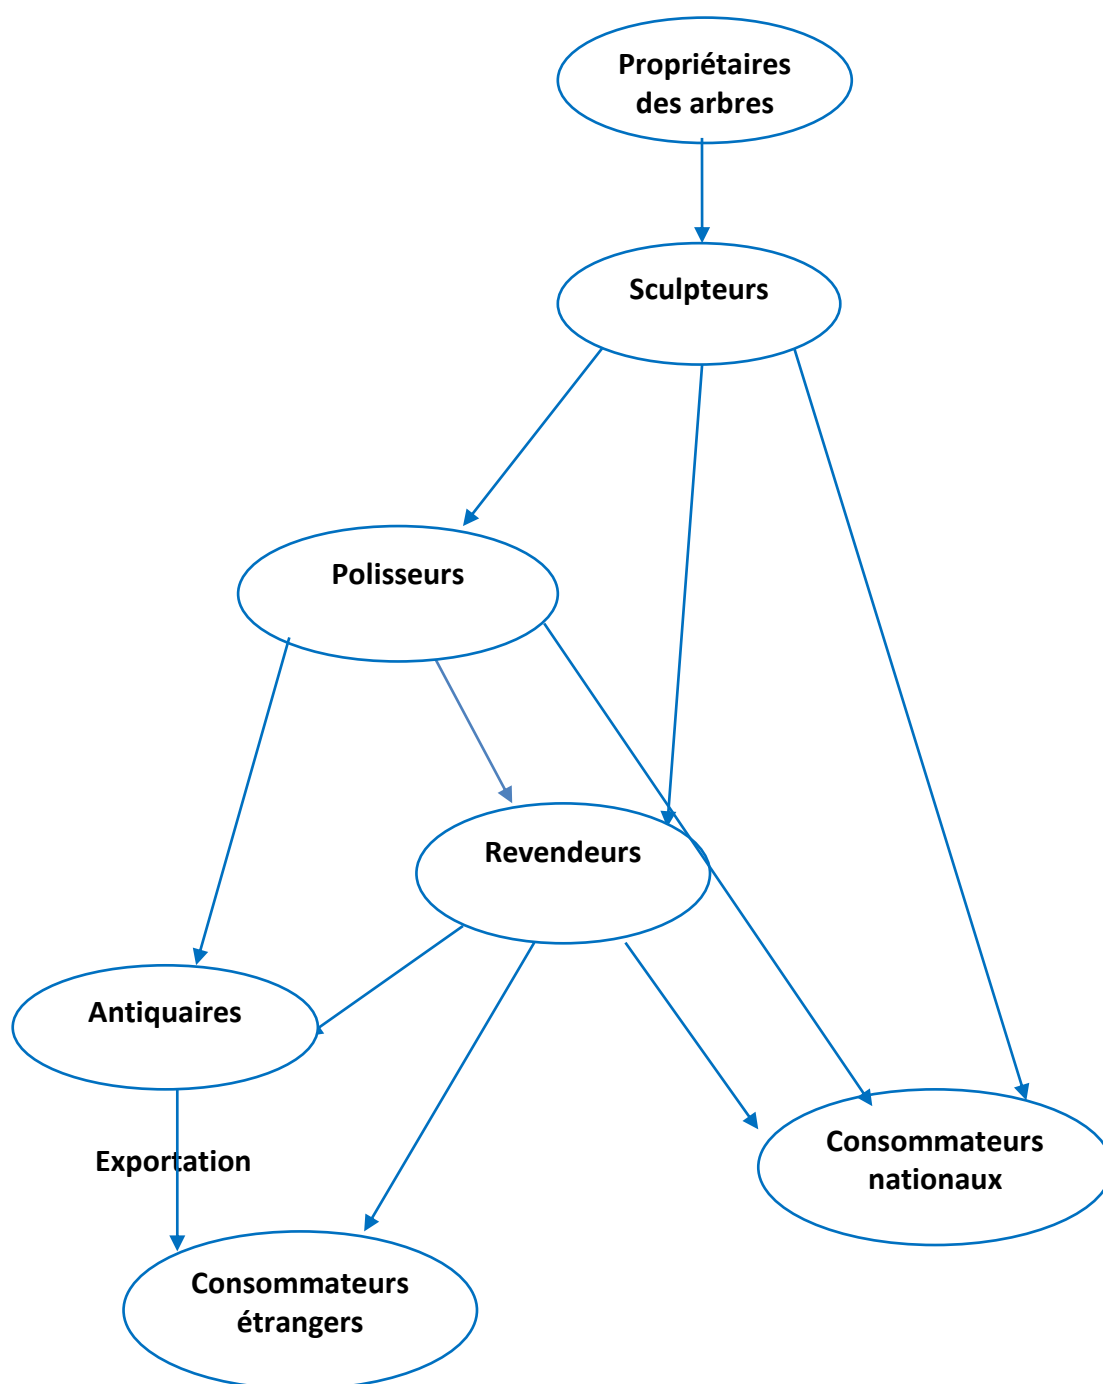 Propriétaires
des arbres
Sculpteurs
Polisseurs
Revendeurs
Antiquaires
Exportation
Consommateurs
nationaux
Consommateurs
étrangers